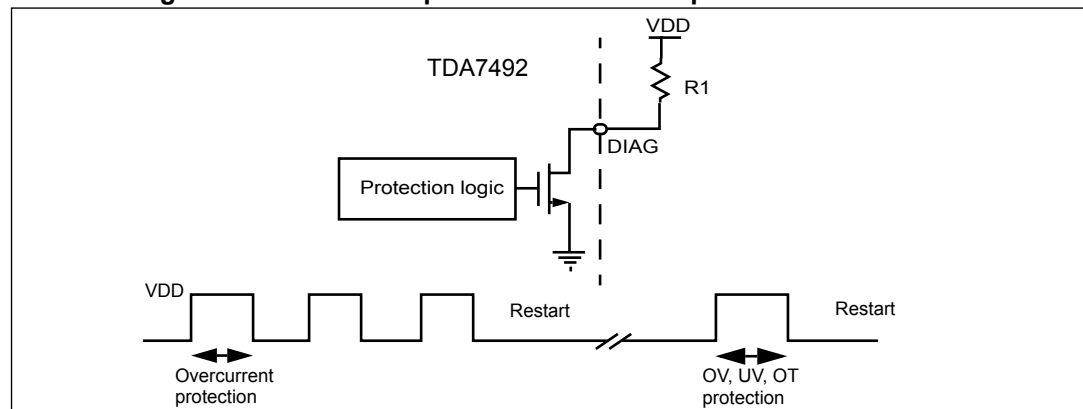 VDD
TDA7492
R1
DIAG
Protection logic
VDD
Restart
Restart
Overcurrent
protection
OV, UV, OT
protection